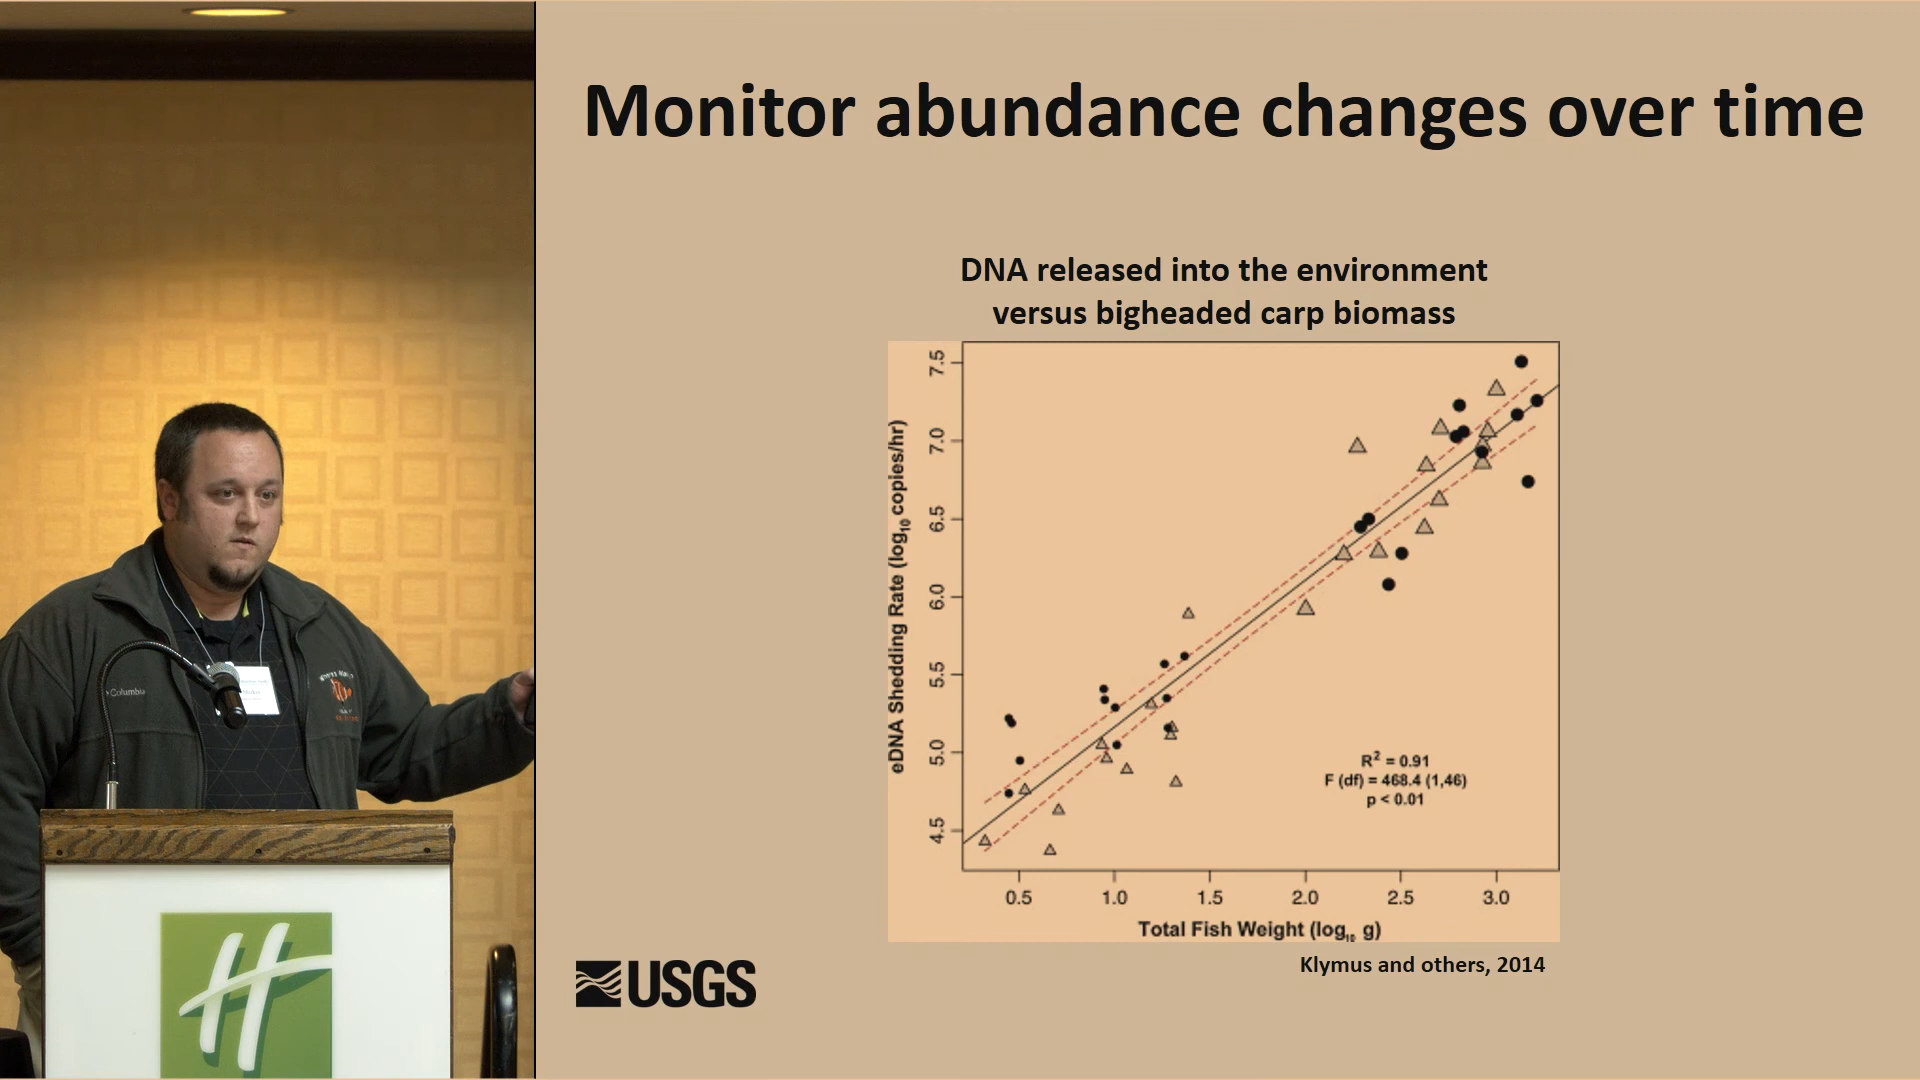 Monitor abundance changes over time
DNA released into the environment
versus bigheaded carp biomass
7.5
7.0
6.5
6.0
5.5
5.0
4.5
eDNA Shedding Rate (log10 copies/hr)
R2 = 0.91
F (df) = 468.4 (1,46)
p < 0.01
0.5 1.0 1.5 2.0 2.5 3.0
Total Fish Weight (log10 g)
Klymus and others, 2014
USGS
Columbia
H